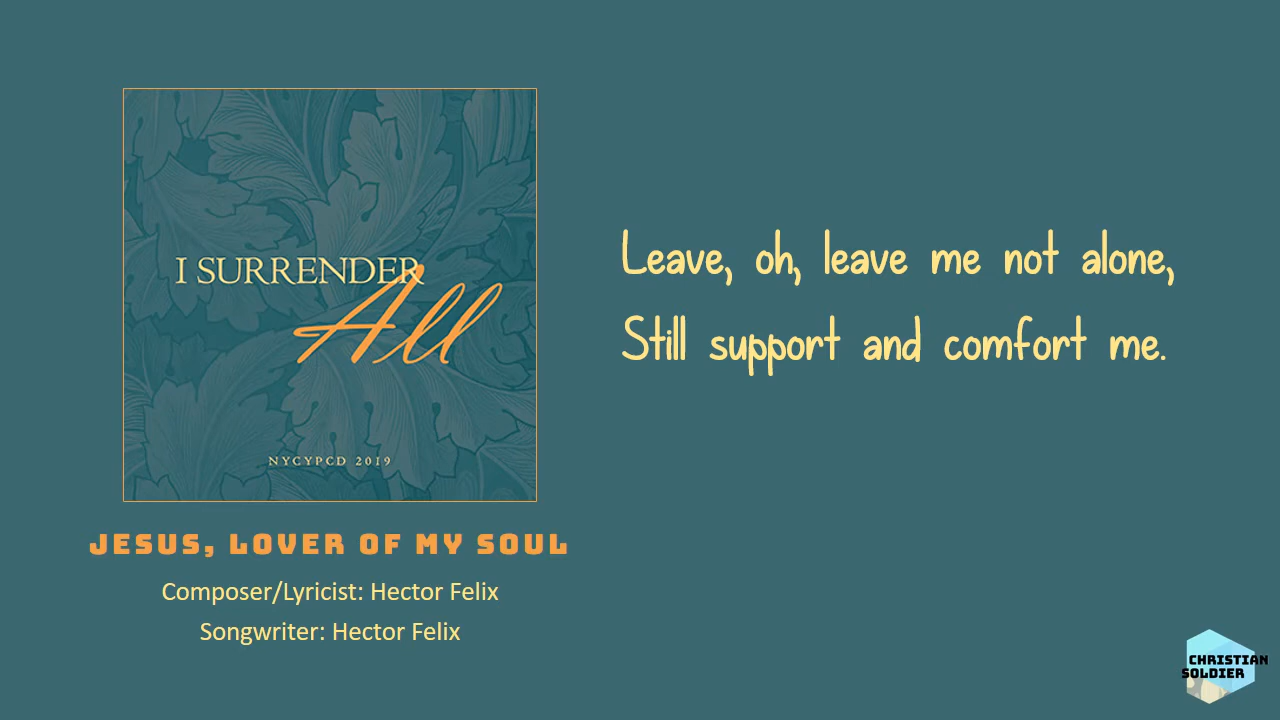 I SURRENDER
All
NYCYPCD 2019
JESUS, LOVER OF MY SOUL
Composer/Lyricist: Hector Felix
Songwriter: Hector Felix
Leave, oh, leave me not alone,
Still support and comfort me.
CHRISTIAN
SOLDIER